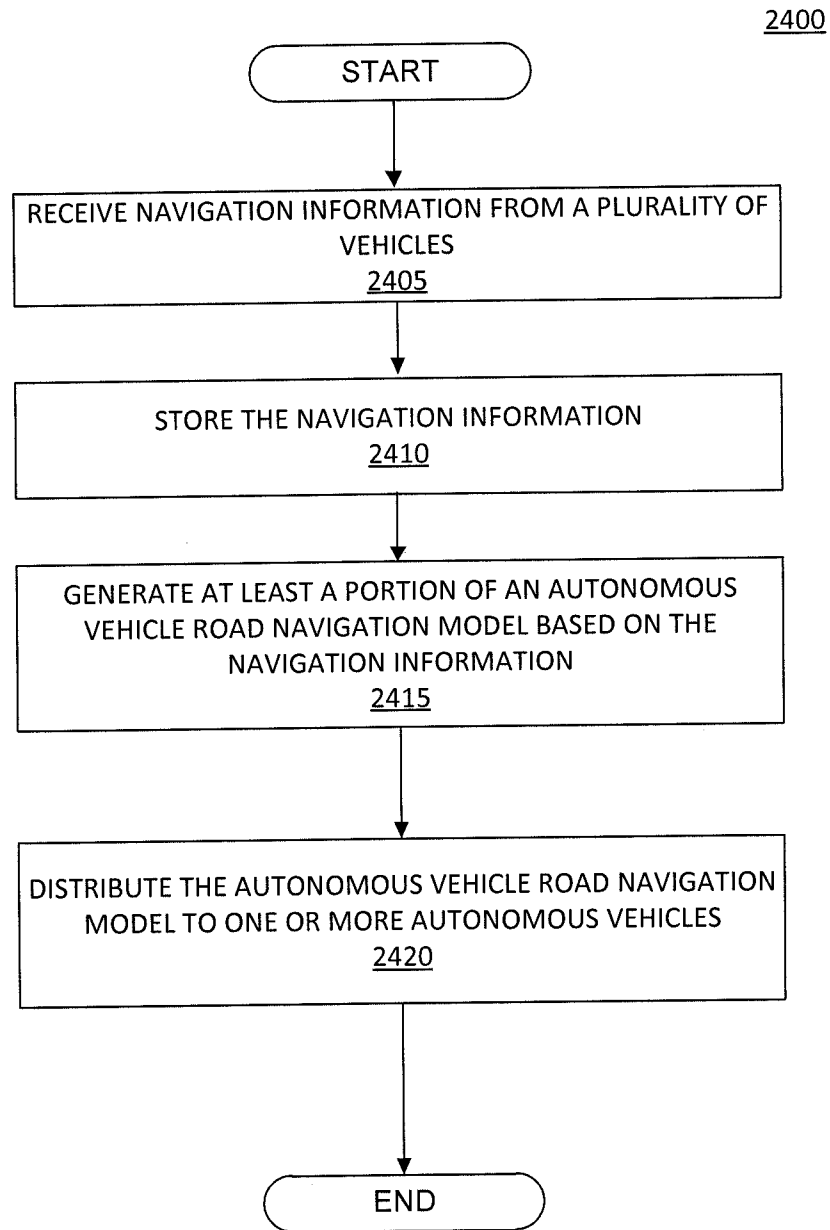 2400
START
RECEIVE NAVIGATION INFORMATION FROM A PLURALITY OF
VEHICLES
2405
STORE THE NAVIGATION INFORMATION
2410
GENERATE AT LEAST A PORTION OF AN AUTONOMOUS
VEHICLE ROAD NAVIGATION MODEL BASED ON THE
NAVIGATION INFORMATION
2415
DISTRIBUTE THE AUTONOMOUS VEHICLE ROAD NAVIGATION
MODEL TO ONE OR MORE AUTONOMOUS VEHICLES
2420
END